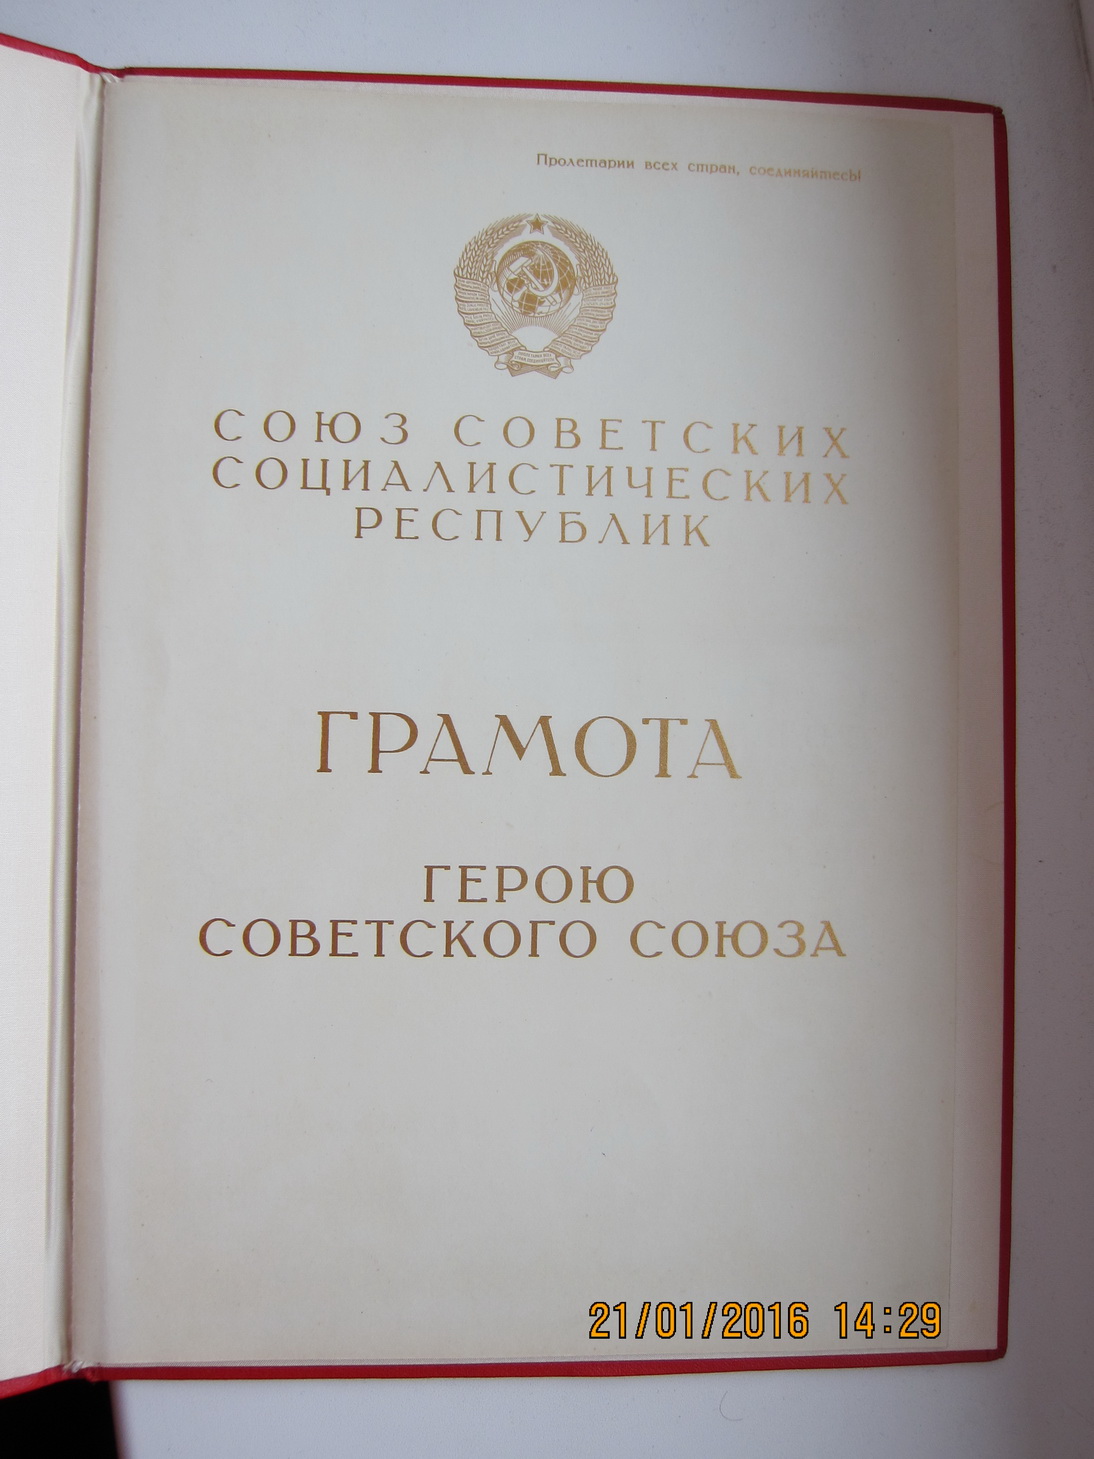 Пролетарии всех стран, соединяйтесь!
СОЮЗ СОВЕТСКИХ
СОЦИАЛИСТИЧЕСКИХ
РЕСПУБЛИК
ГРАМОТА
ГЕРОЮ
СОВЕТСКОГО СОЮЗА
21/01/2016 14:29